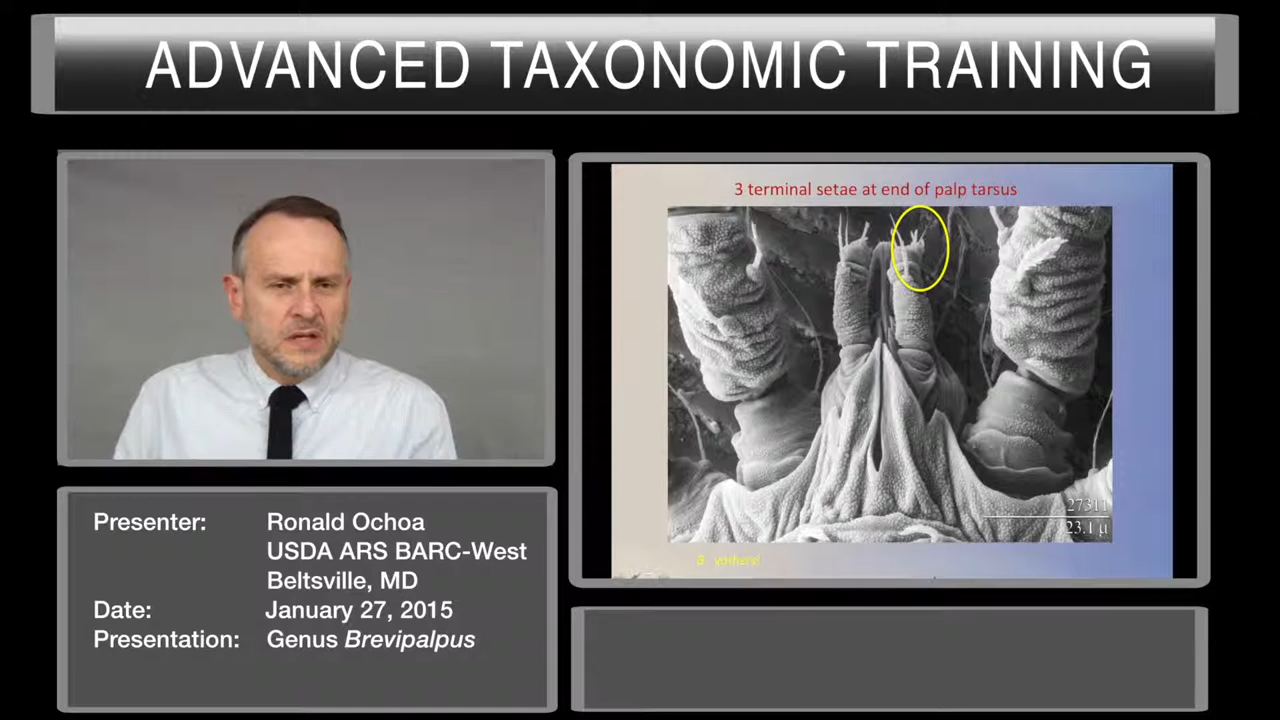 ADVANCED TAXONOMIC TRAINING
3 terminal setae at end of palp tarsus
27311
23.1 µ
Presenter: Ronald Ochoa
USDA ARS BARC-West
Beltsville, MD
Date: January 27, 2015
Presentation: Genus Brevipalpus